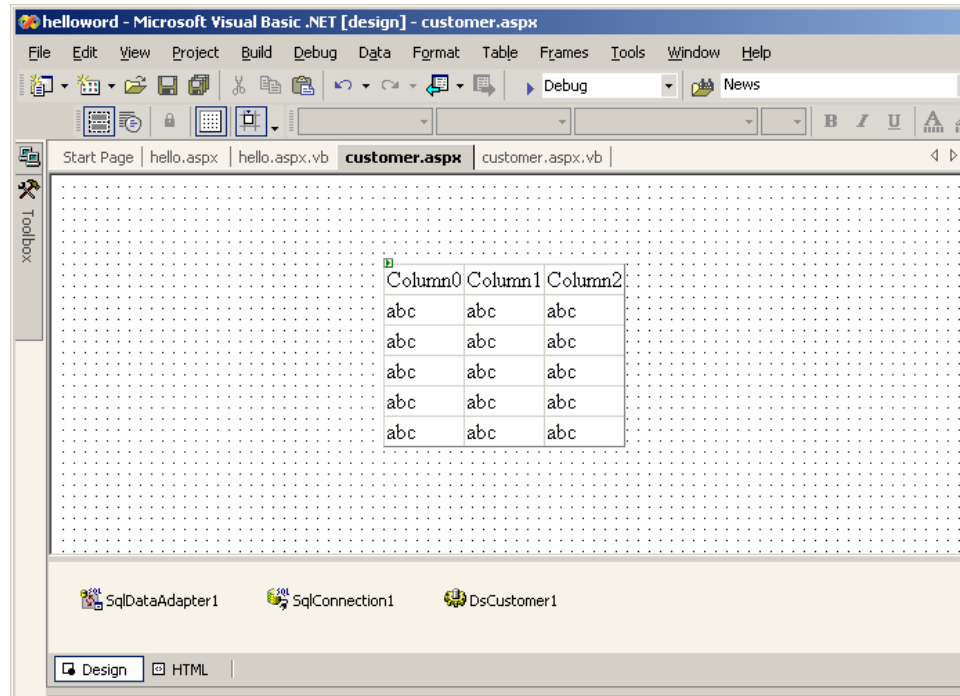 helloword - Microsoft Visual Basic .NET [design] - customer.aspx
File Edit View Project Build Debug Data Format Table Frames Tools Window Help
Debug News
B I U A
Start Page hello.aspx hello.aspx.vb customer.aspx customer.aspx.vb
Toolbox
Column0 Column1 Column2
abc abc abc
abc abc abc
abc abc abc
abc abc abc
abc abc abc
SqlDataAdapter1 SqlConnection1 DsCustomer1
Design HTML